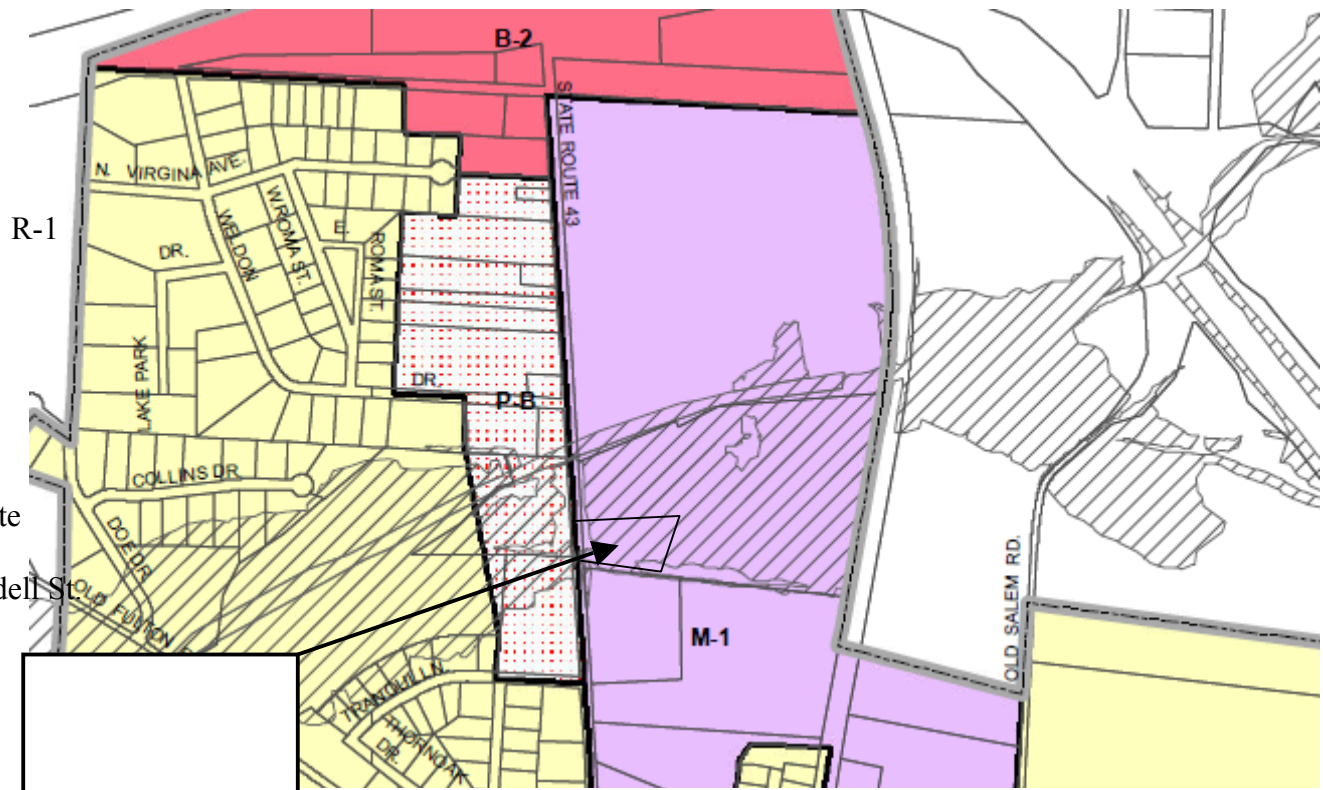 B-2
STATE ROUTE 43
N. VIRGINA AVE.
W.ROMA ST.
R-1
WELDON
E.
ROMA ST.
DR.
LAKE PARK
DR.
P-B
COLLINS DR.
te
DOE DR
dell St.
OLD FULTON
OLD SALEM RD.
M-1
TRANQUIL LN.
THORNOAK
DR.